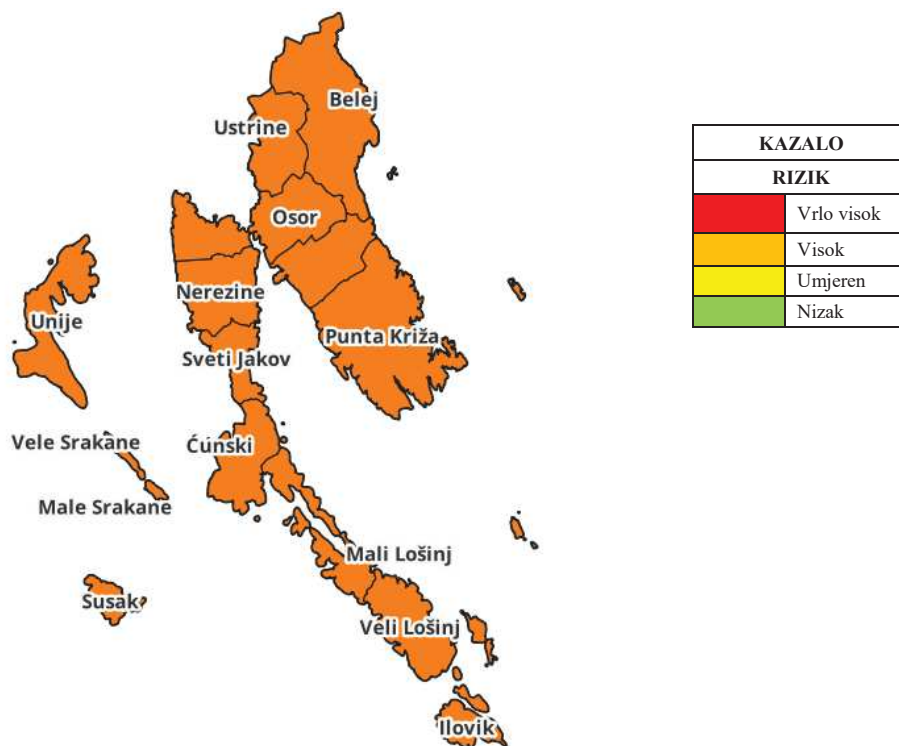 Belej
Ustrine
Osor
Nerezine
Unije
Punta Križa
Sveti Jakov
Vele Srakane
Ćunski
Male Srakane
Mali Lošinj
Susak
Veli Lošinj
Ilovik
KAZALO
RIZIK
Vrlo visok
Visok
Umjeren
Nizak